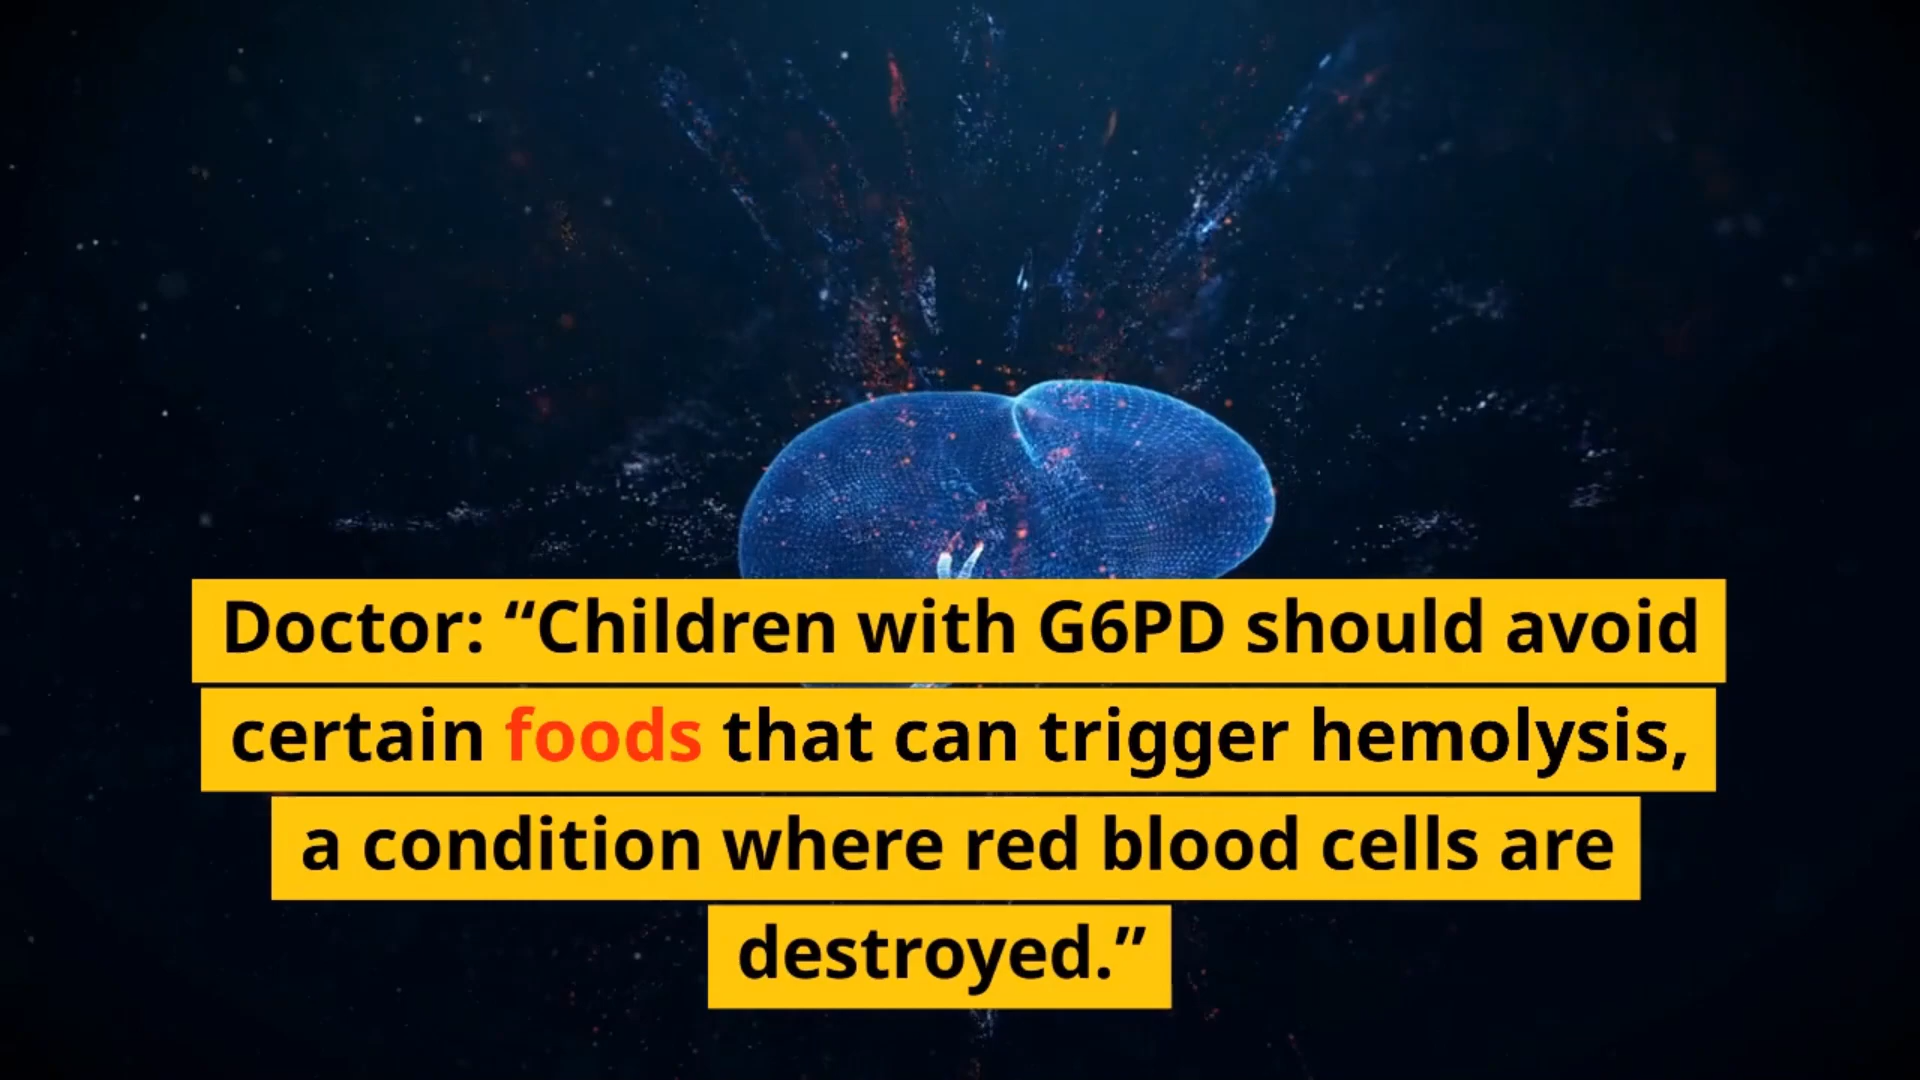 Doctor: “Children with G6PD should avoid
certain foods that can trigger hemolysis,
a condition where red blood cells are
destroyed.”